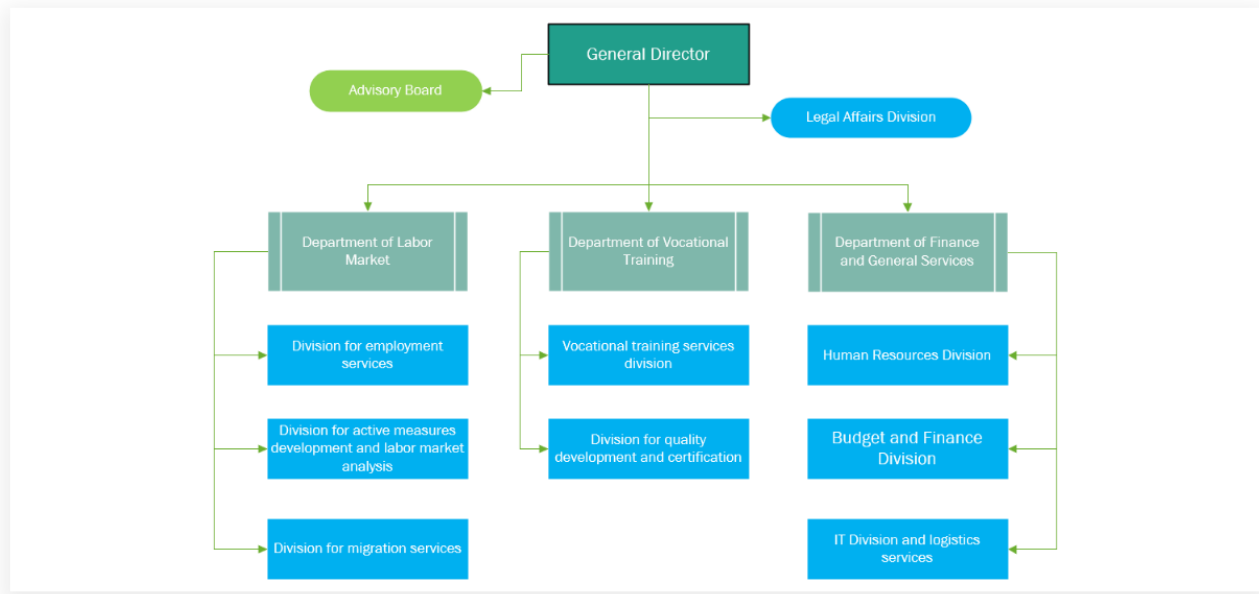 General Director
Advisory Board
Legal Affairs Division
Department of Labor
Market
Department of Vocational
Training
Department of Finance
and General Services
Division for employment
services
Vocational training services
division
Human Resources Division
Division for active measures
development and labor market
analysis
Division for quality
development and certification
Budget and Finance
Division
Division for migration services
IT Division and logistics
services